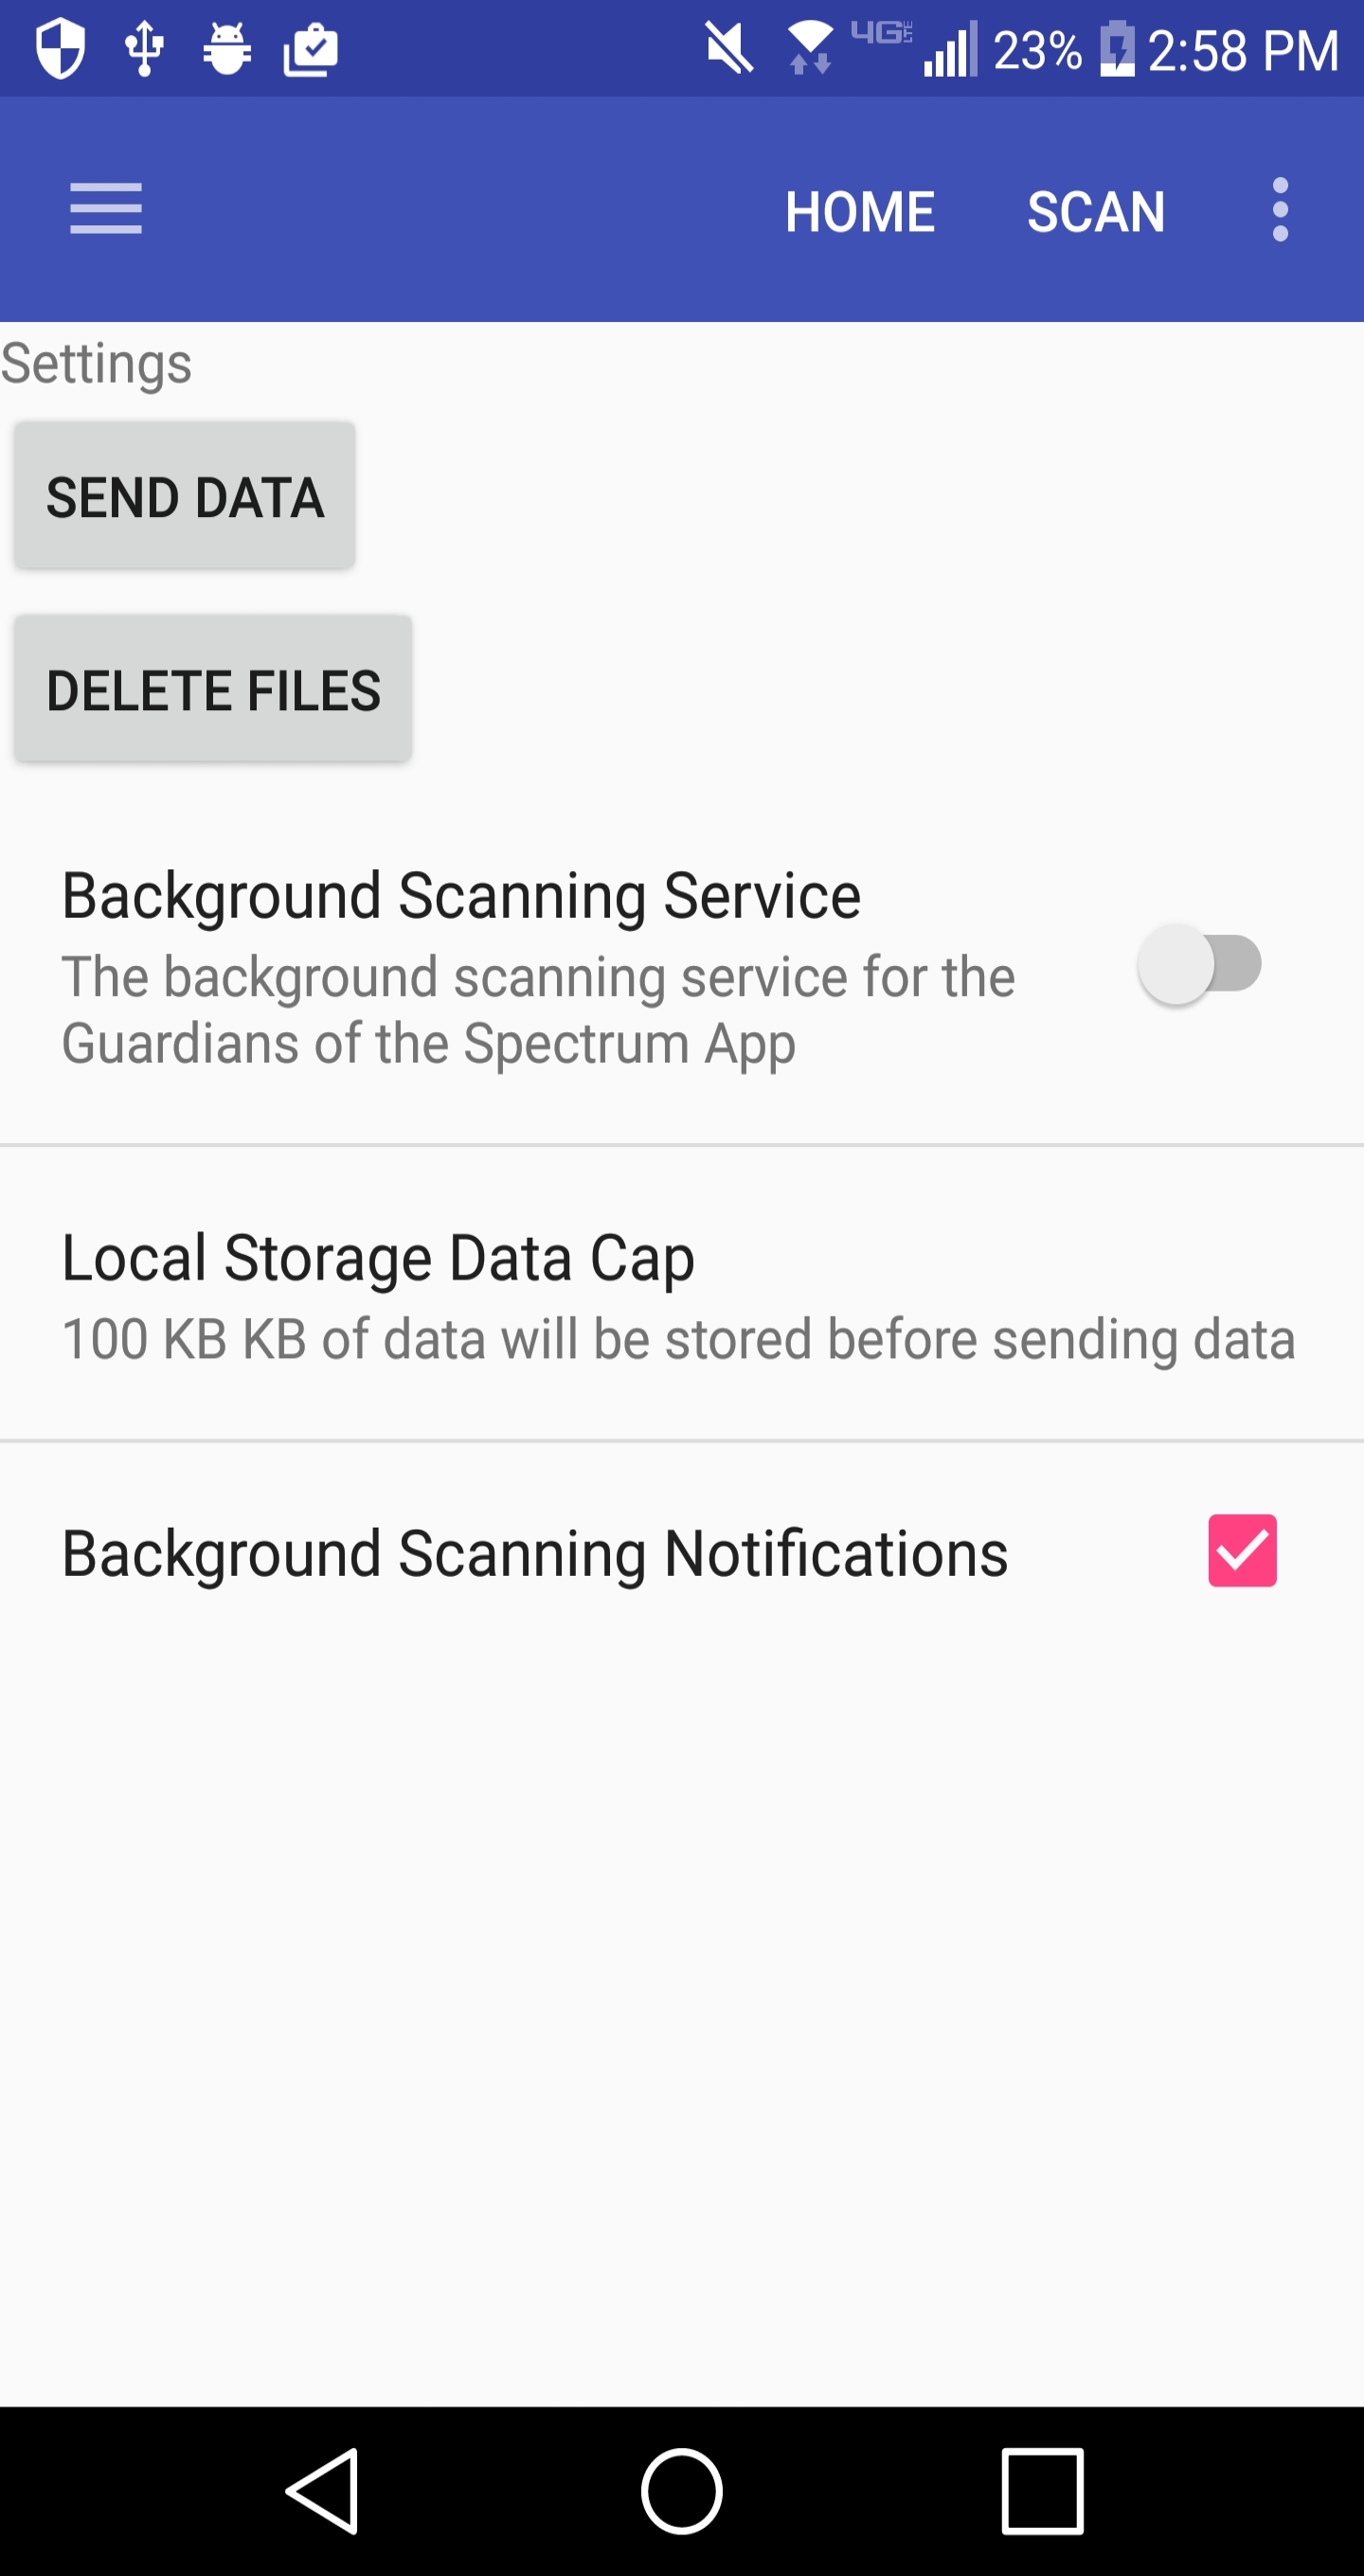 4G LTE 23% 2:58 PM
HOME SCAN
Settings
SEND DATA
DELETE FILES
Background Scanning Service
The background scanning service for the
Guardians of the Spectrum App
Local Storage Data Cap
100 KB KB of data will be stored before sending data
Background Scanning Notifications